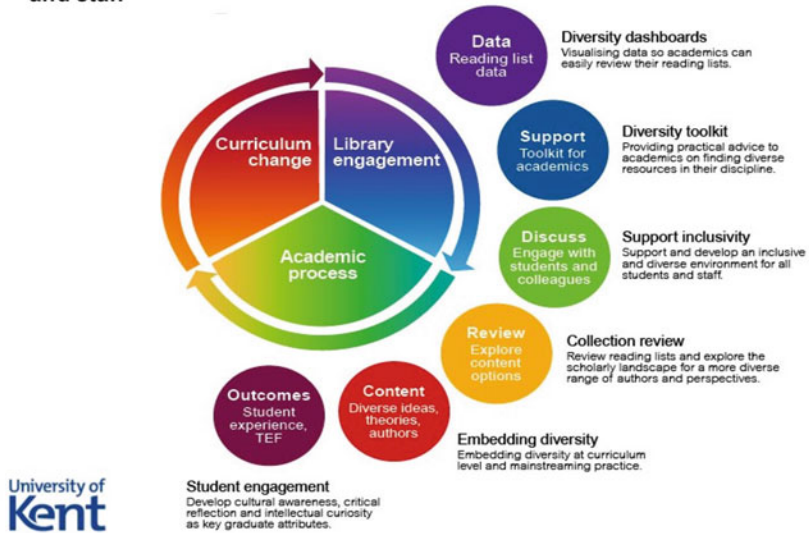 and staff
Data
Reading list
data
Diversity dashboards
Visualising data so academics can
easily review their reading lists.
Curriculum
change
Library
engagement
Academic
process
Support
Toolkit for
academics
Diversity toolkit
Providing practical advice to
academics on finding diverse
resources in their discipline.
Discuss
Engage with
students and
colleagues
Support inclusivity
Support and develop an inclusive
and diverse environment for all
students and staff.
Review
Explore
content
options
Collection review
Review reading lists and explore the
scholarly landscape for a more diverse
range of authors and perspectives.
Content
Diverse ideas,
theories,
authors
Embedding diversity
Embedding diversity at curriculum
level and mainstreaming practice.
Outcomes
Student
experience,
TEF
Student engagement
Develop cultural awareness, critical
reflection and intellectual curiosity
as key graduate attributes.
University of
Kent